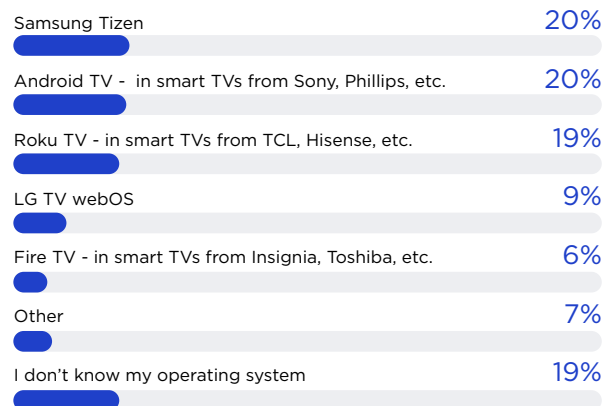 Samsung Tizen 20%
Android TV - in smart TVs from Sony, Phillips, etc. 20%
Roku TV - in smart TVs from TCL, Hisense, etc. 19%
LG TV webOS 9%
Fire TV - in smart TVs from Insignia, Toshiba, etc. 6%
Other 7%
I don’t know my operating system 19%